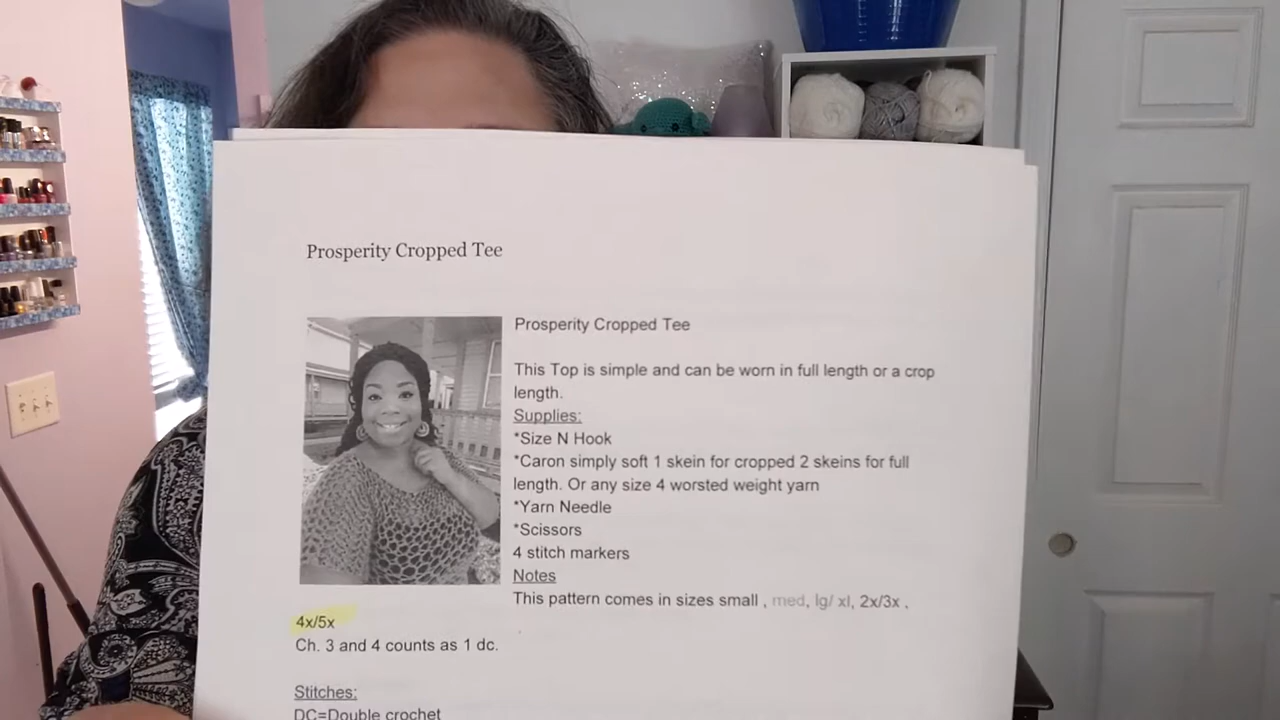 Prosperity Cropped Tee
Prosperity Cropped Tee
This Top is simple and can be worn in full length or a crop
length.
Supplies:
*Size N Hook
*Caron simply soft 1 skein for cropped 2 skeins for full
length. Or any size 4 worsted weight yarn
*Yarn Needle
*Scissors
4 stitch markers
Notes
This pattern comes in sizes small , med, lg/ xl, 2x/3x ,
4x/5x
Ch. 3 and 4 counts as 1 dc.
Stitches:
DC=Double crochet